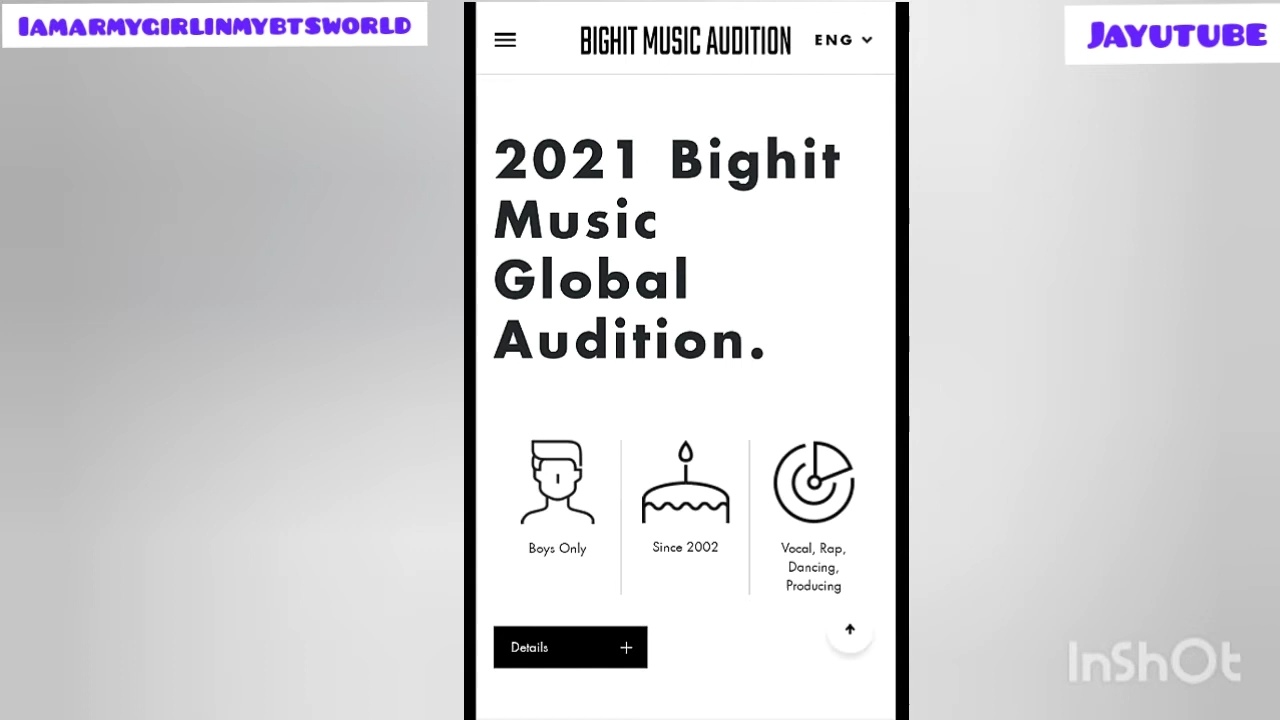 IAMARMYGIRLINMYBTSWORLD
JAYUTUBE
BIGHIT MUSIC AUDITION
ENG
2021 Bighit
Music
Global
Audition.
Boys Only
Since 2002
Vocal, Rap,
Dancing,
Producing
Details +
InShOt